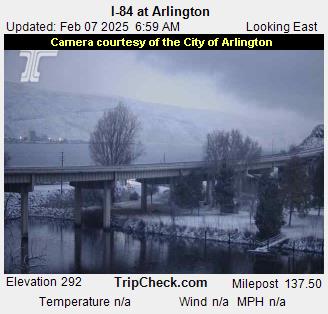 I-84 at Arlington
Updated: Feb 07 2025 6:59 AM Looking East
Camera courtesy of the City of Arlington
Elevation 292 TripCheck.com Milepost 137.50
Temperature n/a Wind n/a MPH n/a